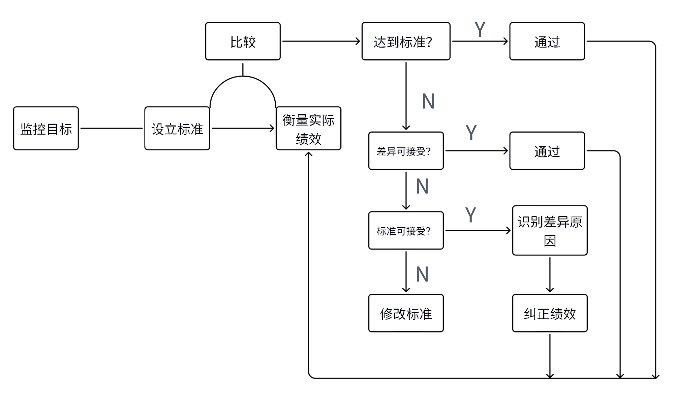 比较
达到标准？
Y
通过
N
监控目标
设立标准
衡量实际
绩效
差异可接受？
Y
通过
N
标准可接受？
Y
识别差异原
因
N
修改标准
纠正绩效